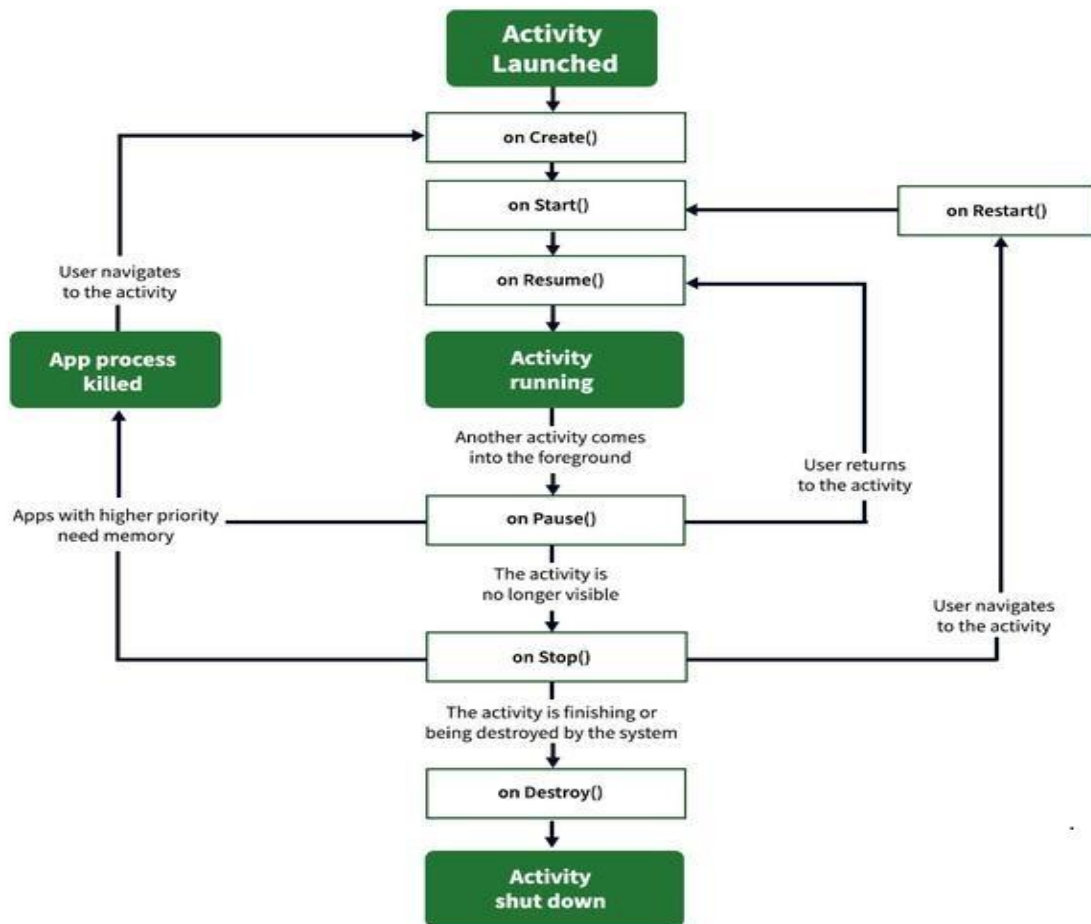 Activity
Launched
on Create()
on Start()
on Restart()
on Resume()
User navigates
to the activity
App process
killed
Activity
running
Another activity comes
into the foreground
User returns
to the activity
on Pause()
Apps with higher priority
need memory
The activity is
no longer visible
User navigates
to the activity
on Stop()
The activity is finishing or
being destroyed by the system
on Destroy()
Activity
shut down